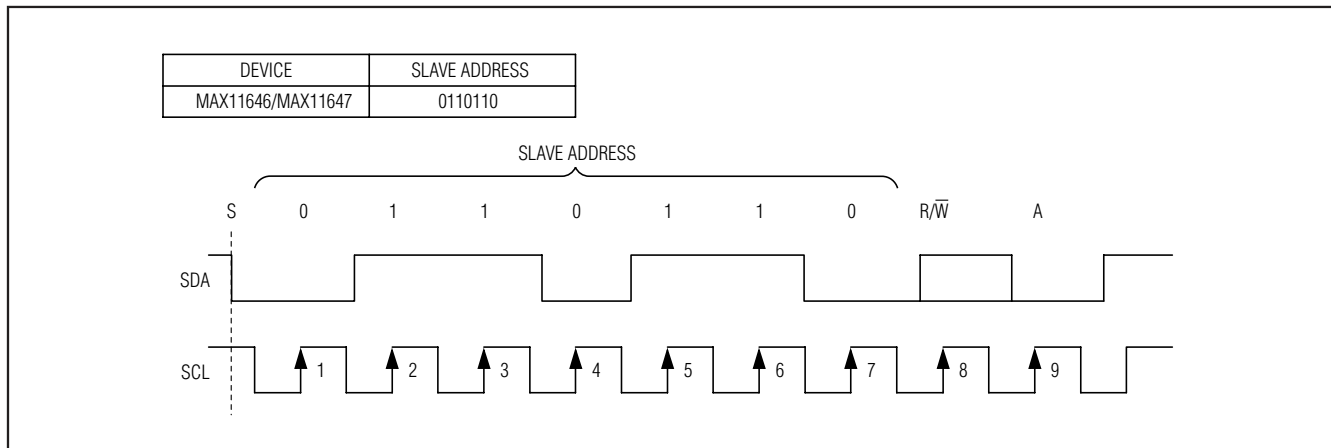 DEVICE SLAVE ADDRESS
MAX11646/MAX11647 0110110
SLAVE ADDRESS
S 0 1 1 0 1 1 0 R/W̅ A
SDA
SCL 1 2 3 4 5 6 7 8 9